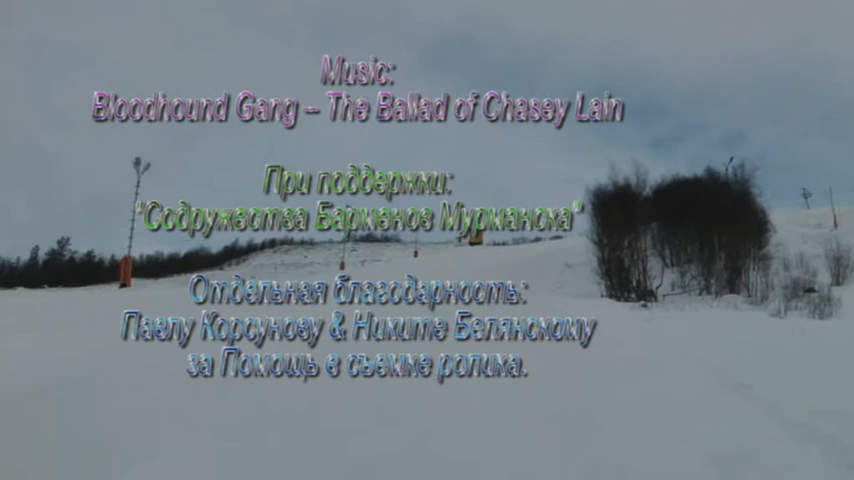 Music:
Bloodhound Gang – The Ballad of Chasey Lain
При поддержки:
"Содружества Барменов Мурманска"
Отдельная благодарность:
Павлу Корсунову & Никите Белянскому
за Помощь в съемке ролика.